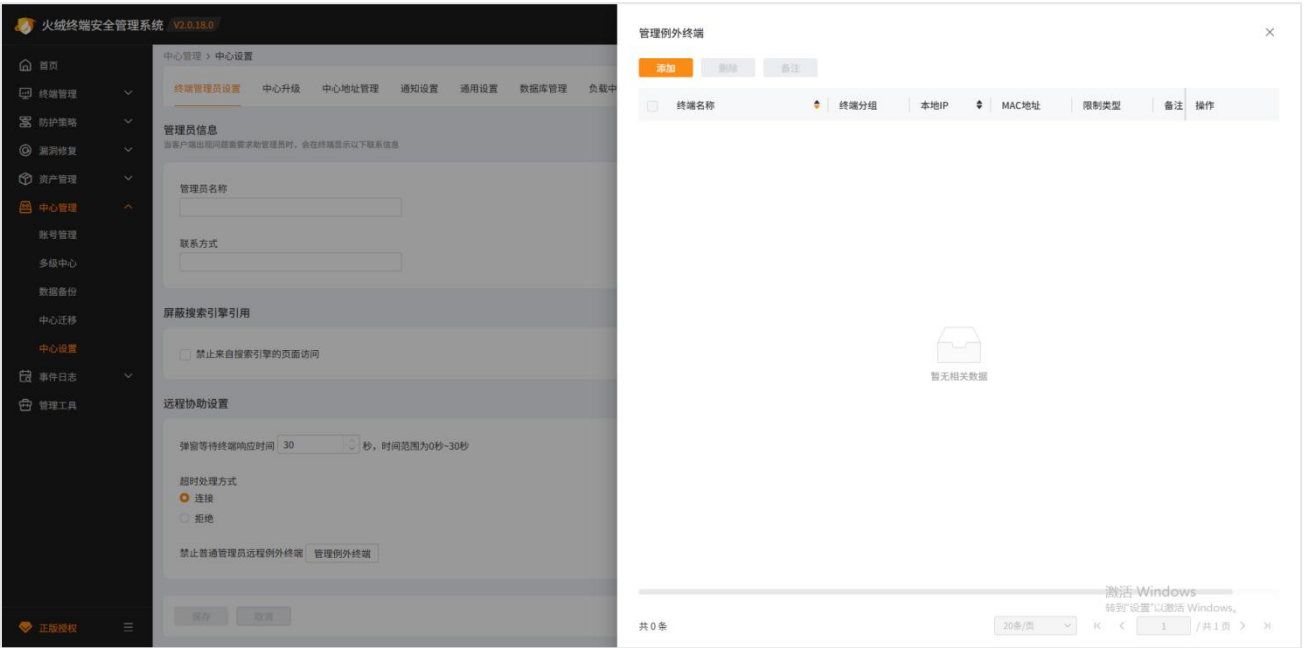 火绒终端安全管理系统 V2.0.18.0
首页
终端管理
防护策略
漏洞修复
资产管理
中心管理
账号管理
多级中心
数据备份
中心迁移
中心设置
事件日志
管理工具
正版授权
中心管理 > 中心设置
终端管理员设置 中心升级 中心地址管理 通知设置 通用设置 数据库管理 负载中
管理员信息
当客户端出现问题需要求助管理员时，会在终端显示以下联系信息
管理员名称
联系方式
屏蔽搜索引擎引用
禁止来自搜索引擎的页面访问
远程协助设置
弹窗等待终端响应时间 30 秒，时间范围为0秒~30秒
超时处理方式
连接
拒绝
禁止普通管理员远程例外终端 管理例外终端
保存 取消
管理例外终端
添加 删除 备注
终端名称 终端分组 本地IP MAC地址 限制类型 备注 操作
暂无相关数据
激活 Windows
转到"设置"以激活 Windows。
共 0 条 20条/页 1 / 共 1 页